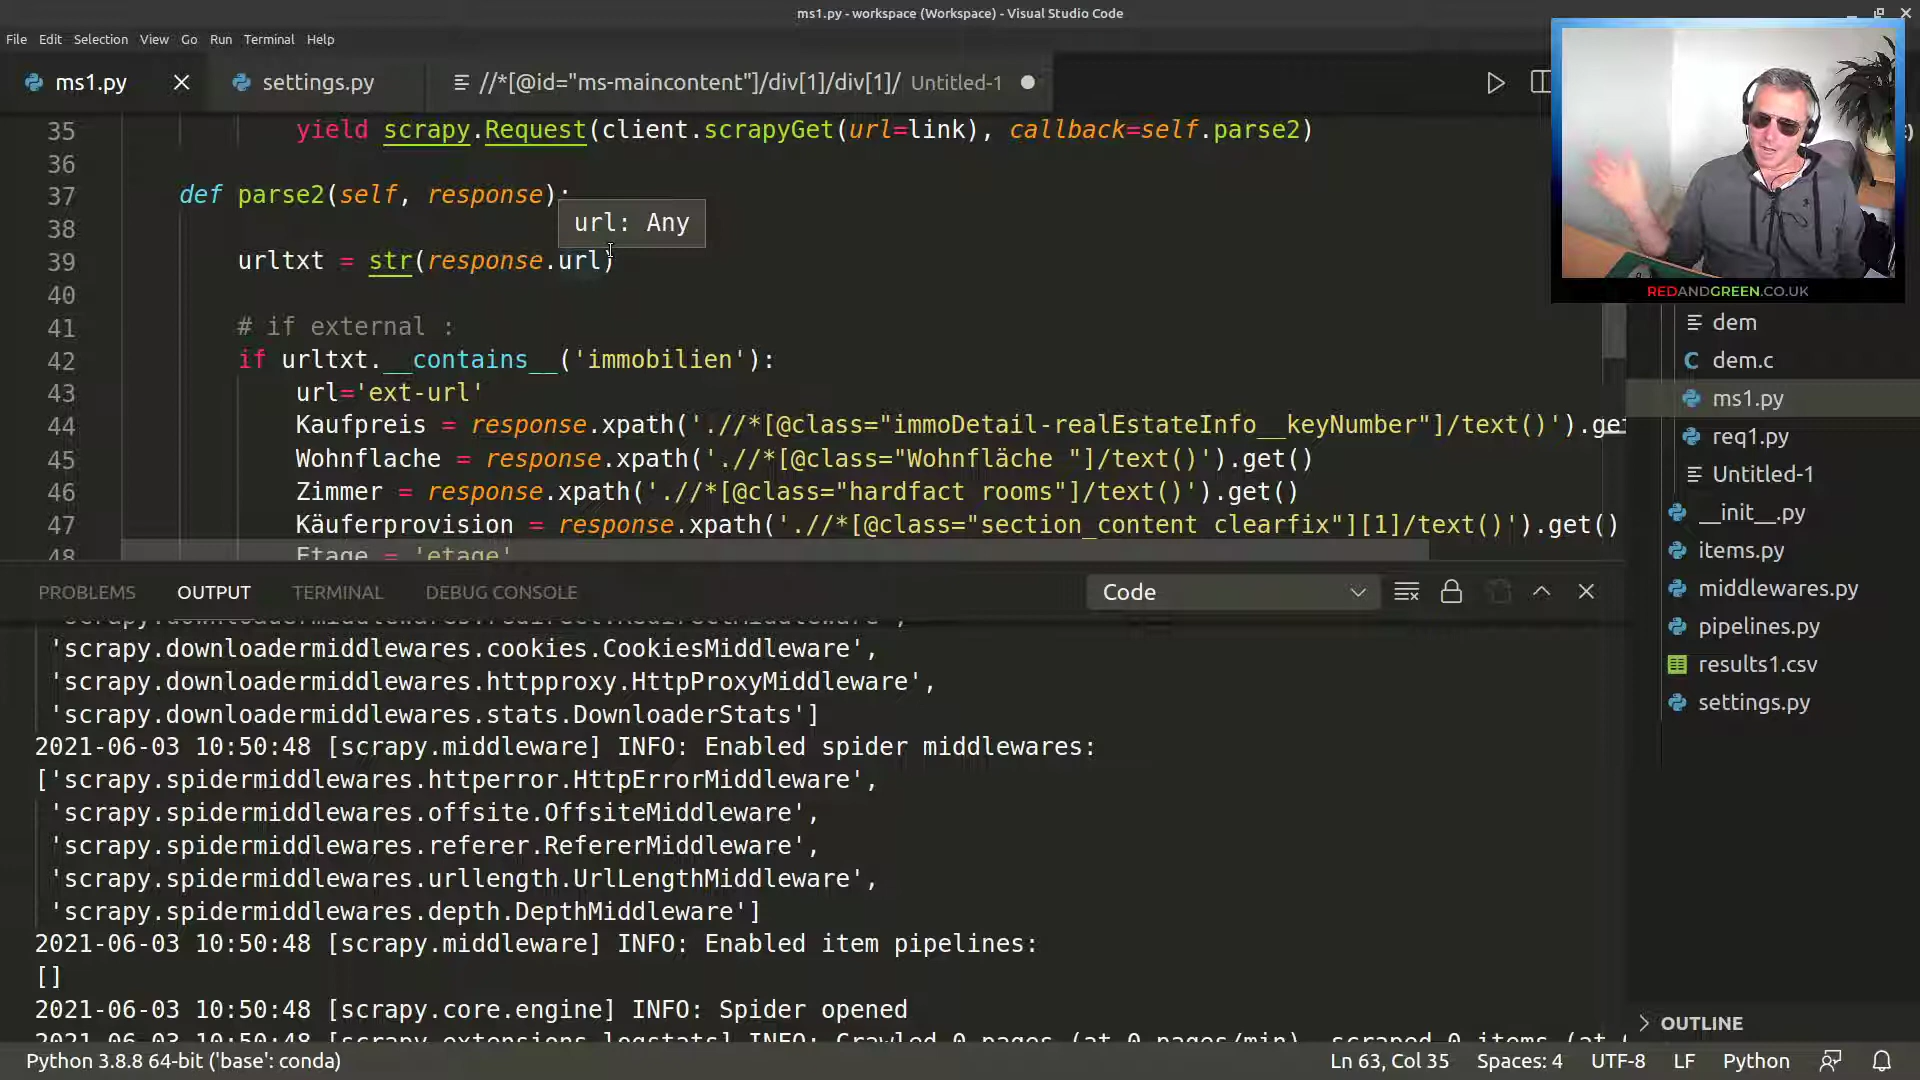 ms1.py - workspace (Workspace) - Visual Studio Code
File Edit Selection View Go Run Terminal Help
ms1.py settings.py //*[@id="ms-maincontent"]/div[1]/div[1]/ Untitled-1
35 yield scrapy.Request(client.scrapyGet(url=link), callback=self.parse2)
36
37 def parse2(self, response):
38
url: Any
39 urltxt = str(response.url)
40
41 # if external :
42 if urltxt.__contains__('immobilien'):
43 url='ext-url'
44 Kaufpreis = response.xpath('.//*[@class="immoDetail-realEstateInfo__keyNumber"]/text()').get
45 Wohnflache = response.xpath('.//*[@class="Wohnfläche "]/text()').get()
46 Zimmer = response.xpath('.//*[@class="hardfact rooms"]/text()').get()
47 Käuferprovision = response.xpath('.//*[@class="section_content clearfix"][1]/text()').get()
48 Etage = 'etage'
REDANDGREEN.CO.UK
dem
dem.c
ms1.py
req1.py
Untitled-1
__init__.py
items.py
middlewares.py
pipelines.py
results1.csv
settings.py
OUTLINE
PROBLEMS OUTPUT TERMINAL DEBUG CONSOLE Code
'scrapy.downloadermiddlewares.redirect.RedirectMiddleware',
'scrapy.downloadermiddlewares.cookies.CookiesMiddleware',
'scrapy.downloadermiddlewares.httpproxy.HttpProxyMiddleware',
'scrapy.downloadermiddlewares.stats.DownloaderStats']
2021-06-03 10:50:48 [scrapy.middleware] INFO: Enabled spider middlewares:
['scrapy.spidermiddlewares.httperror.HttpErrorMiddleware',
'scrapy.spidermiddlewares.offsite.OffsiteMiddleware',
'scrapy.spidermiddlewares.referer.RefererMiddleware',
'scrapy.spidermiddlewares.urllength.UrlLengthMiddleware',
'scrapy.spidermiddlewares.depth.DepthMiddleware']
2021-06-03 10:50:48 [scrapy.middleware] INFO: Enabled item pipelines:
[]
2021-06-03 10:50:48 [scrapy.core.engine] INFO: Spider opened
2021-06-03 10:50:48 [scrapy.extensions.logstats] INFO: Crawled 0 pages (at 0 pages/min), scraped 0 items (at
Python 3.8.8 64-bit ('base': conda) Ln 63, Col 35 Spaces: 4 UTF-8 LF Python